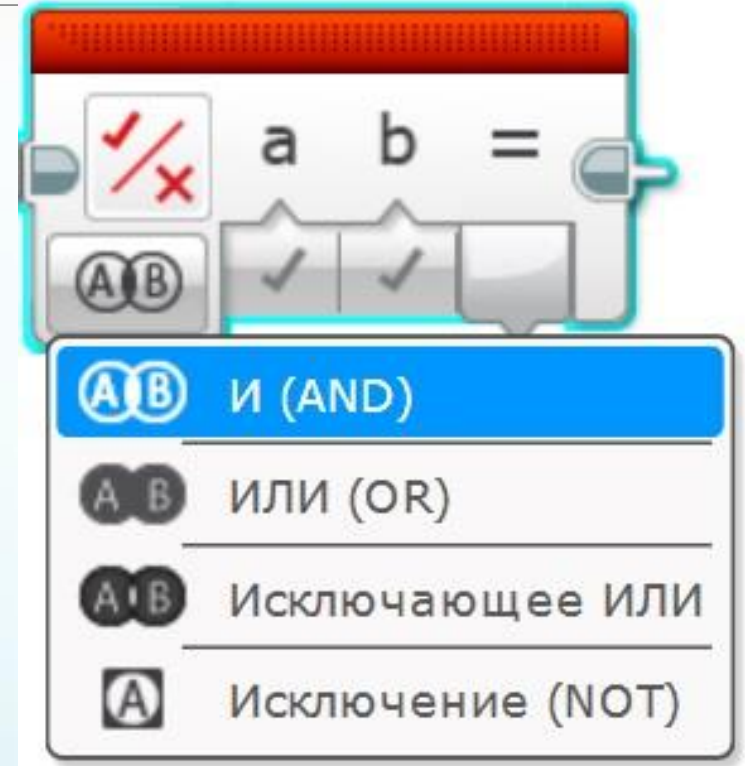 a b =
A B
A B И (AND)
A B ИЛИ (OR)
A B Исключающее ИЛИ
A Исключение (NOT)